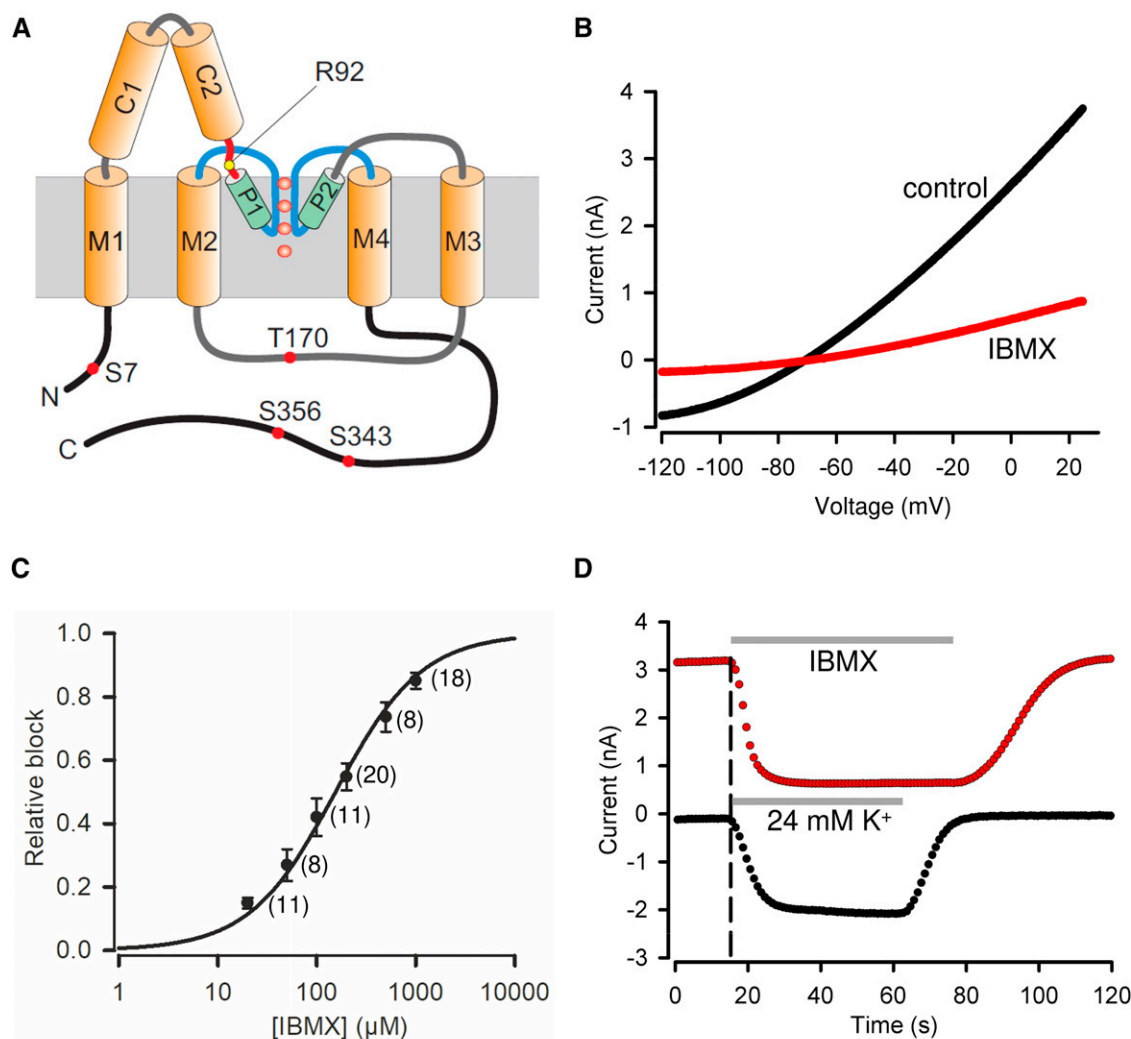 A
C1
C2
R92
P1
P2
M1
M2
M4
M3
T170
S7
N
S356
S343
C
B
4
3
2
1
0
-1
Current (nA)
control
IBMX
-120 -100 -80 -60 -40 -20 0 20
Voltage (mV)
C
1.0
0.8
0.6
0.4
0.2
0.0
Relative block
(18)
(8)
(20)
(11)
(8)
(11)
1 10 100 1000 10000
[IBMX] (µM)
D
4
3
2
1
0
-1
-2
-3
Current (nA)
IBMX
24 mM K⁺
0 20 40 60 80 100 120
Time (s)